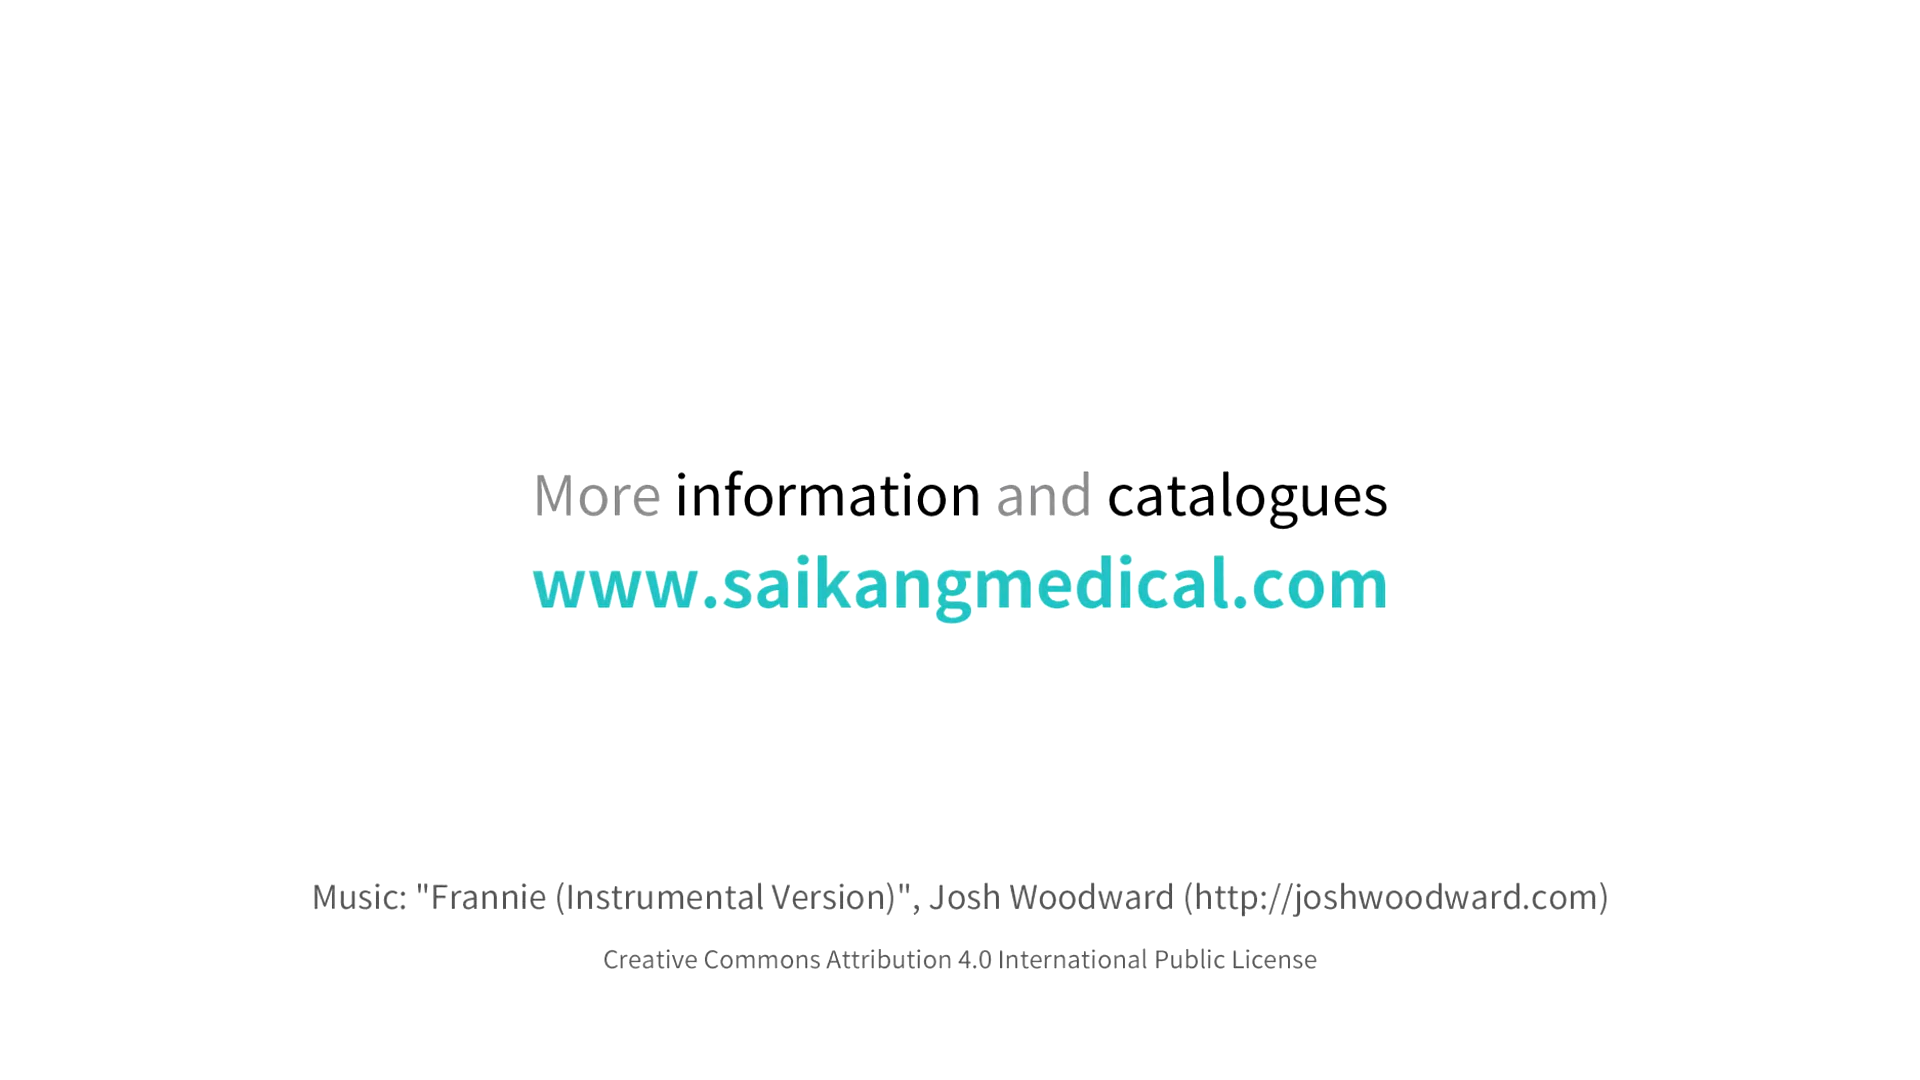 More information and catalogues
www.saikangmedical.com
Music: "Frannie (Instrumental Version)", Josh Woodward (http://joshwoodward.com)
Creative Commons Attribution 4.0 International Public License